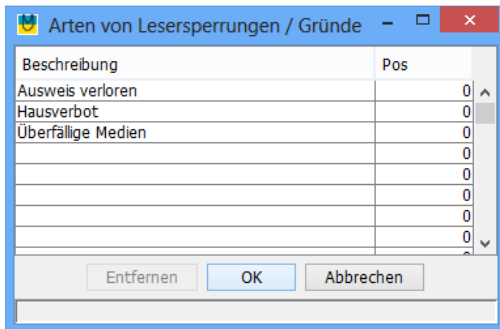 Arten von Lesersperrungen / Gründe
Beschreibung Pos
Ausweis verloren 0
Hausverbot 0
Überfällige Medien 0
0
0
0
0
0
Entfernen OK Abbrechen